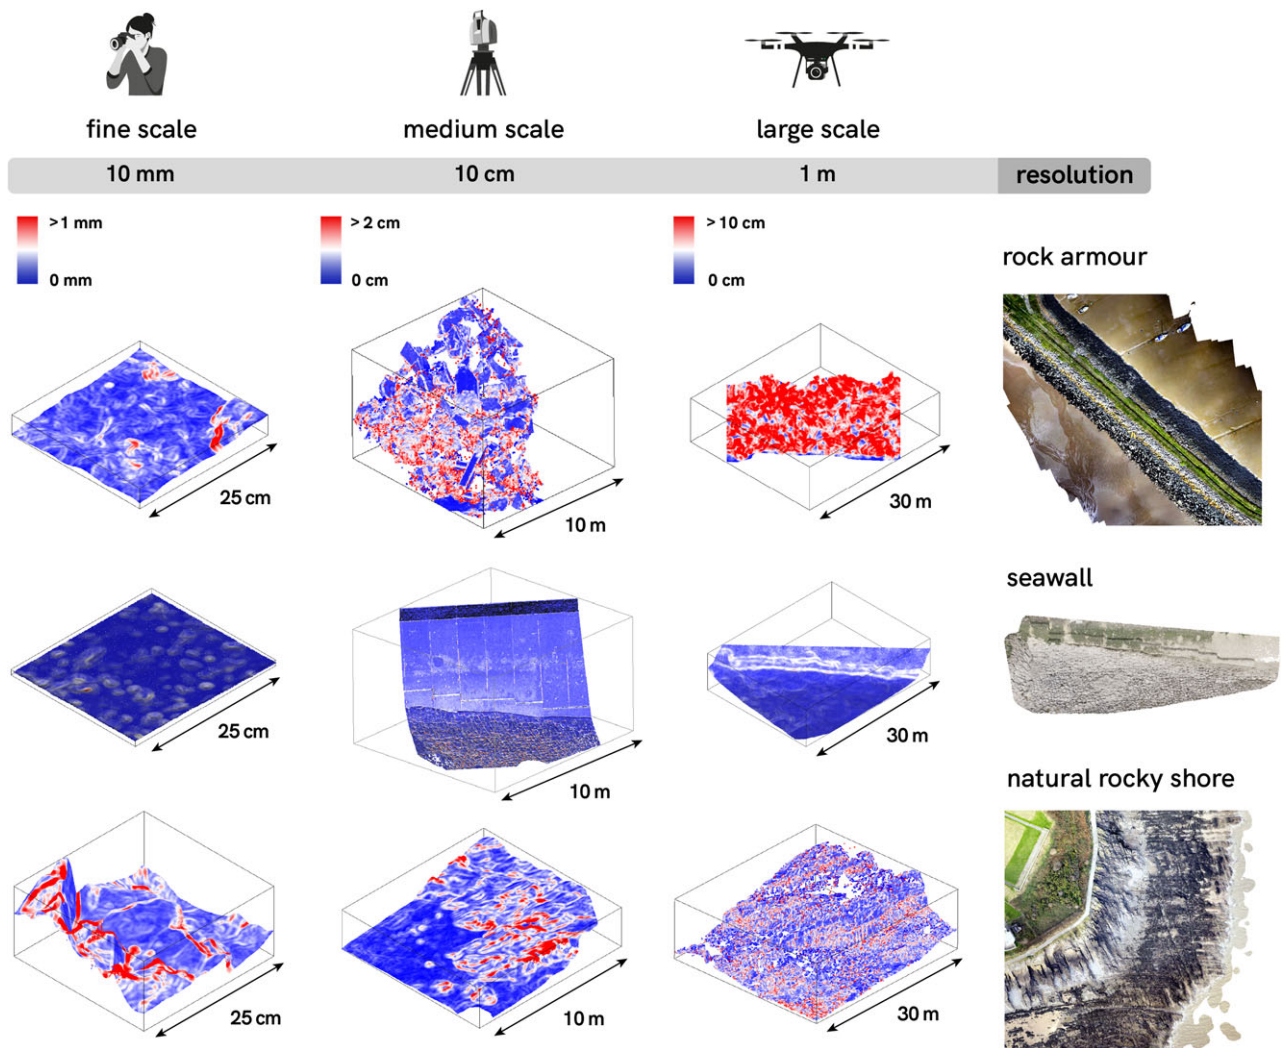 fine scale
medium scale
large scale
10 mm
10 cm
1 m
resolution
>1 mm
0 mm
>2 cm
0 cm
>10 cm
0 cm
rock armour
25 cm
10 m
30 m
seawall
25 cm
10 m
30 m
natural rocky shore
25 cm
10 m
30 m